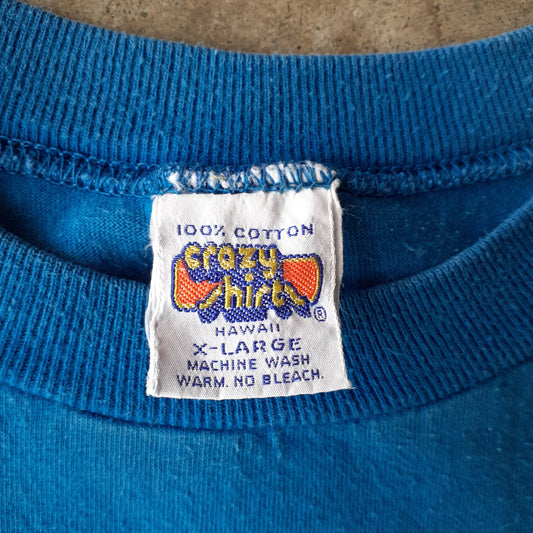 100% COTTON
crazy
shirts
®
HAWAII
X-LARGE
MACHINE WASH
WARM. NO BLEACH.